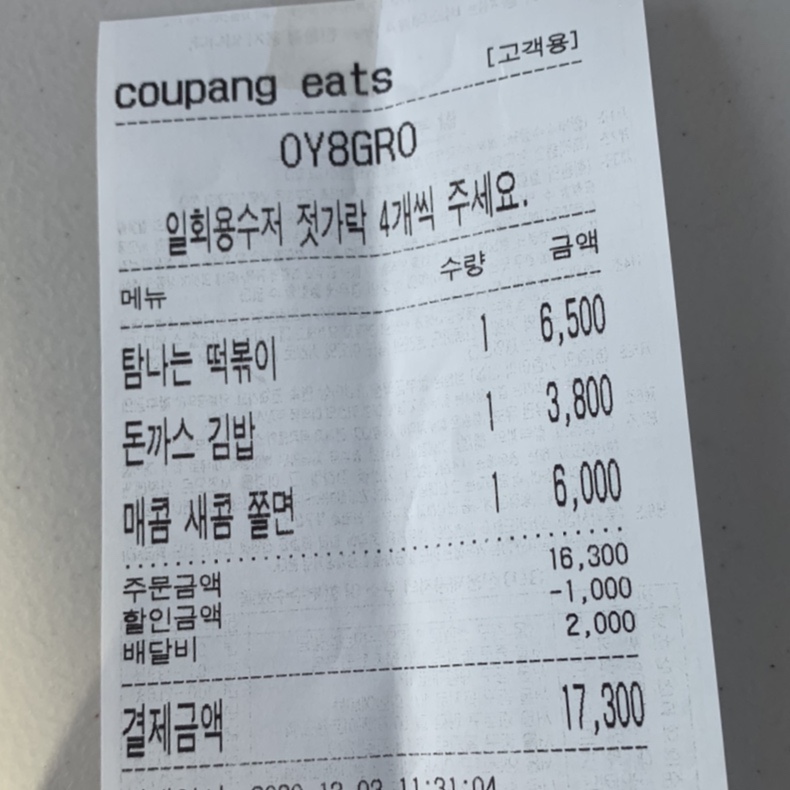 coupang eats [고객용]
OY8GRO
일회용수저 젓가락 4개씩 주세요.
메뉴 수량 금액
탐나는 떡볶이 1 6,500
돈까스 김밥 1 3,800
매콤 새콤 쫄면 1 6,000
주문금액 16,300
할인금액 -1,000
배달비 2,000
결제금액 17,300
11:31:04